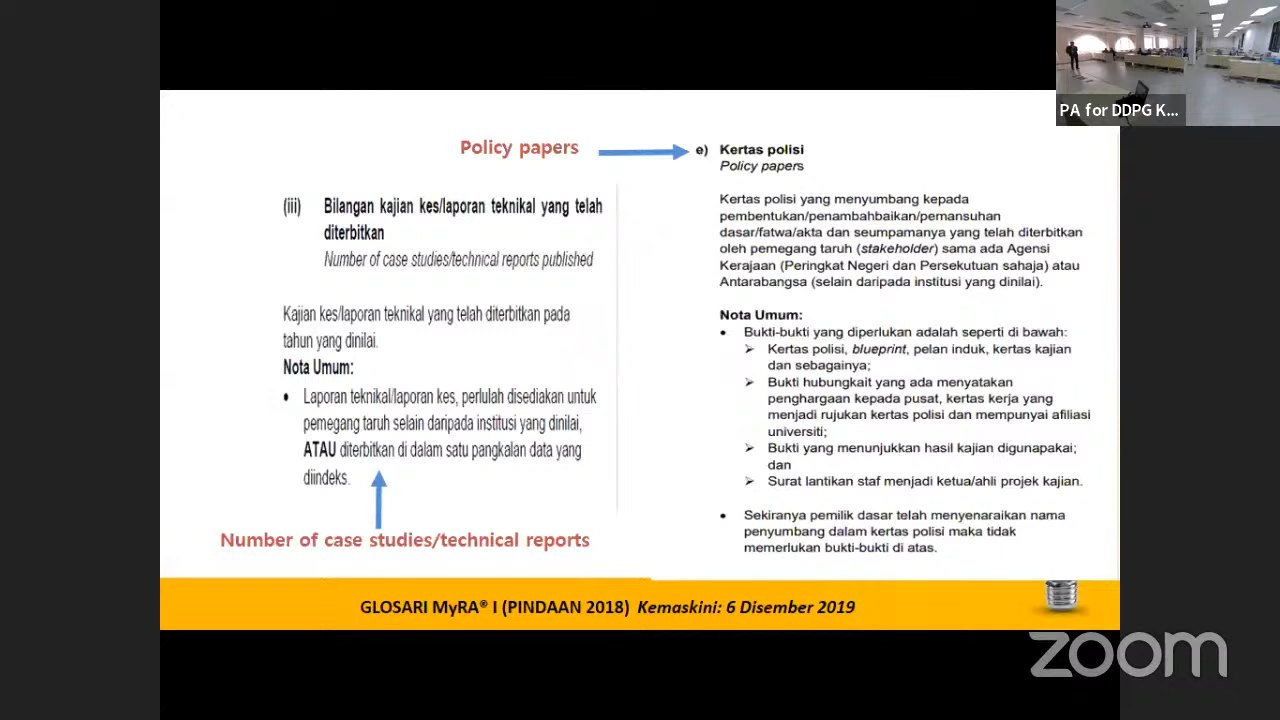 PA for DDPG K...
Policy papers
(iii) Bilangan kajian kes/laporan teknikal yang telah
diterbitkan
Number of case studies/technical reports published
Kajian kes/laporan teknikal yang telah diterbitkan pada
tahun yang dinilai.
Nota Umum:
• Laporan teknikal/laporan kes, perlulah disediakan untuk
pemegang taruh selain daripada institusi yang dinilai,
ATAU diterbitkan di dalam satu pangkalan data yang
diindeks.
Number of case studies/technical reports
e) Kertas polisi
Policy papers
Kertas polisi yang menyumbang kepada
pembentukan/penambahbaikan/pemansuhan
dasar/fatwa/akta dan seumpamanya yang telah diterbitkan
oleh pemegang taruh (stakeholder) sama ada Agensi
Kerajaan (Peringkat Negeri dan Persekutuan sahaja) atau
Antarabangsa (selain daripada institusi yang dinilai).
Nota Umum:
• Bukti-bukti yang diperlukan adalah seperti di bawah:
➢ Kertas polisi, blueprint, pelan induk, kertas kajian
dan sebagainya;
➢ Bukti hubungkait yang ada menyatakan
penghargaan kepada pusat, kertas kerja yang
menjadi rujukan kertas polisi dan mempunyai afiliasi
universiti;
➢ Bukti yang menunjukkan hasil kajian digunapakai;
dan
➢ Surat lantikan staf menjadi ketua/ahli projek kajian.
• Sekiranya pemilik dasar telah menyenaraikan nama
penyumbang dalam kertas polisi maka tidak
memerlukan bukti-bukti di atas.
GLOSARI MyRA® I (PINDAAN 2018) Kemaskini: 6 Disember 2019
zoom